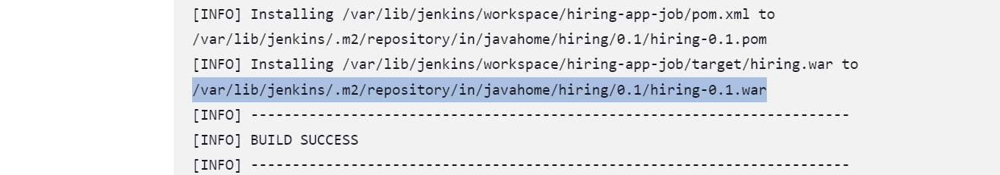 [INFO] Installing /var/lib/jenkins/workspace/hiring-app-job/pom.xml to
/var/lib/jenkins/.m2/repository/in/javahome/hiring/0.1/hiring-0.1.pom
[INFO] Installing /var/lib/jenkins/workspace/hiring-app-job/target/hiring.war to
/var/lib/jenkins/.m2/repository/in/javahome/hiring/0.1/hiring-0.1.war
[INFO] ------------------------------------------------------------------------
[INFO] BUILD SUCCESS
[INFO] ------------------------------------------------------------------------